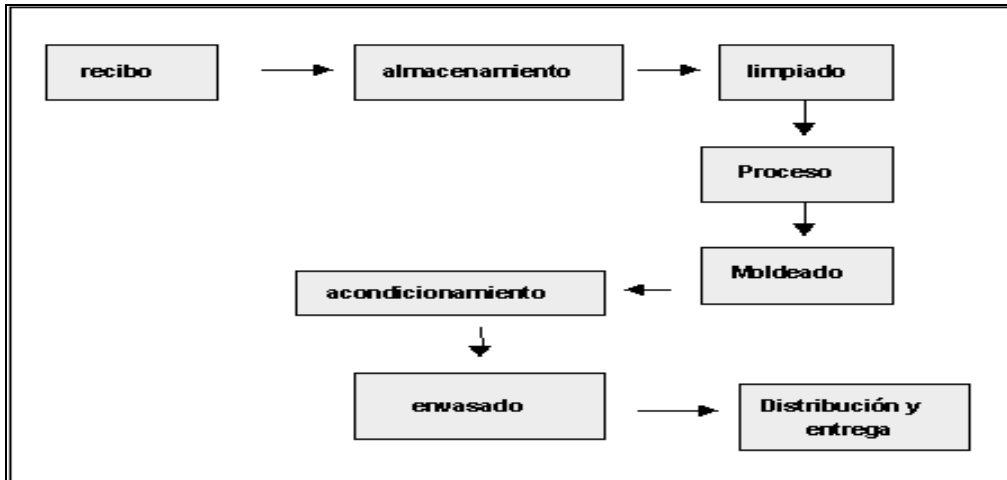 recibo
almacenamiento
limpiado
Proceso
Moldeado
acondicionamiento
envasado
Distribución y
entrega